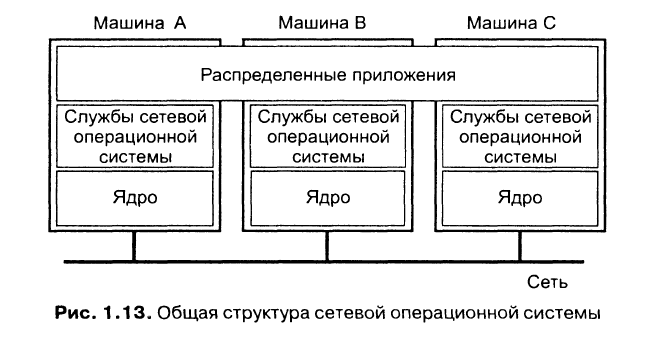 Машина A Машина B Машина C
Распределенные приложения
Службы сетевой Службы сетевой Службы сетевой
операционной операционной операционной
системы системы системы
Ядро Ядро Ядро
Сеть
Рис. 1.13. Общая структура сетевой операционной системы